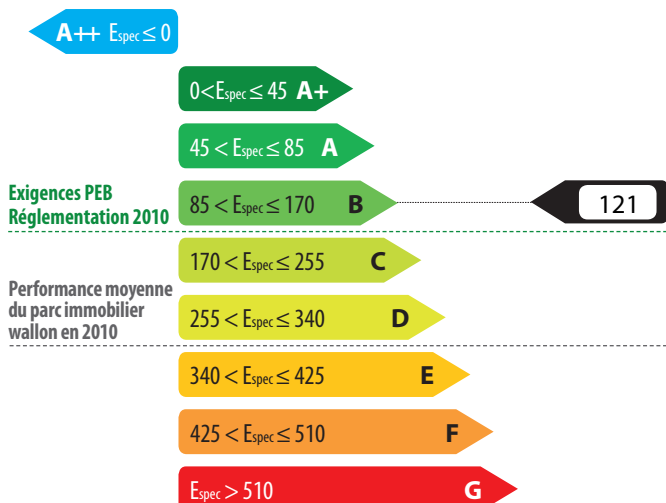 A++ Espec ≤ 0
0<Espec ≤ 45 A+
45 < Espec ≤ 85 A
Exigences PEB
Réglementation 2010
85 < Espec ≤ 170 B
121
170 < Espec ≤ 255 C
Performance moyenne
du parc immobilier
wallon en 2010
255 < Espec ≤ 340 D
340 < Espec ≤ 425 E
425 < Espec ≤ 510 F
Espec > 510 G